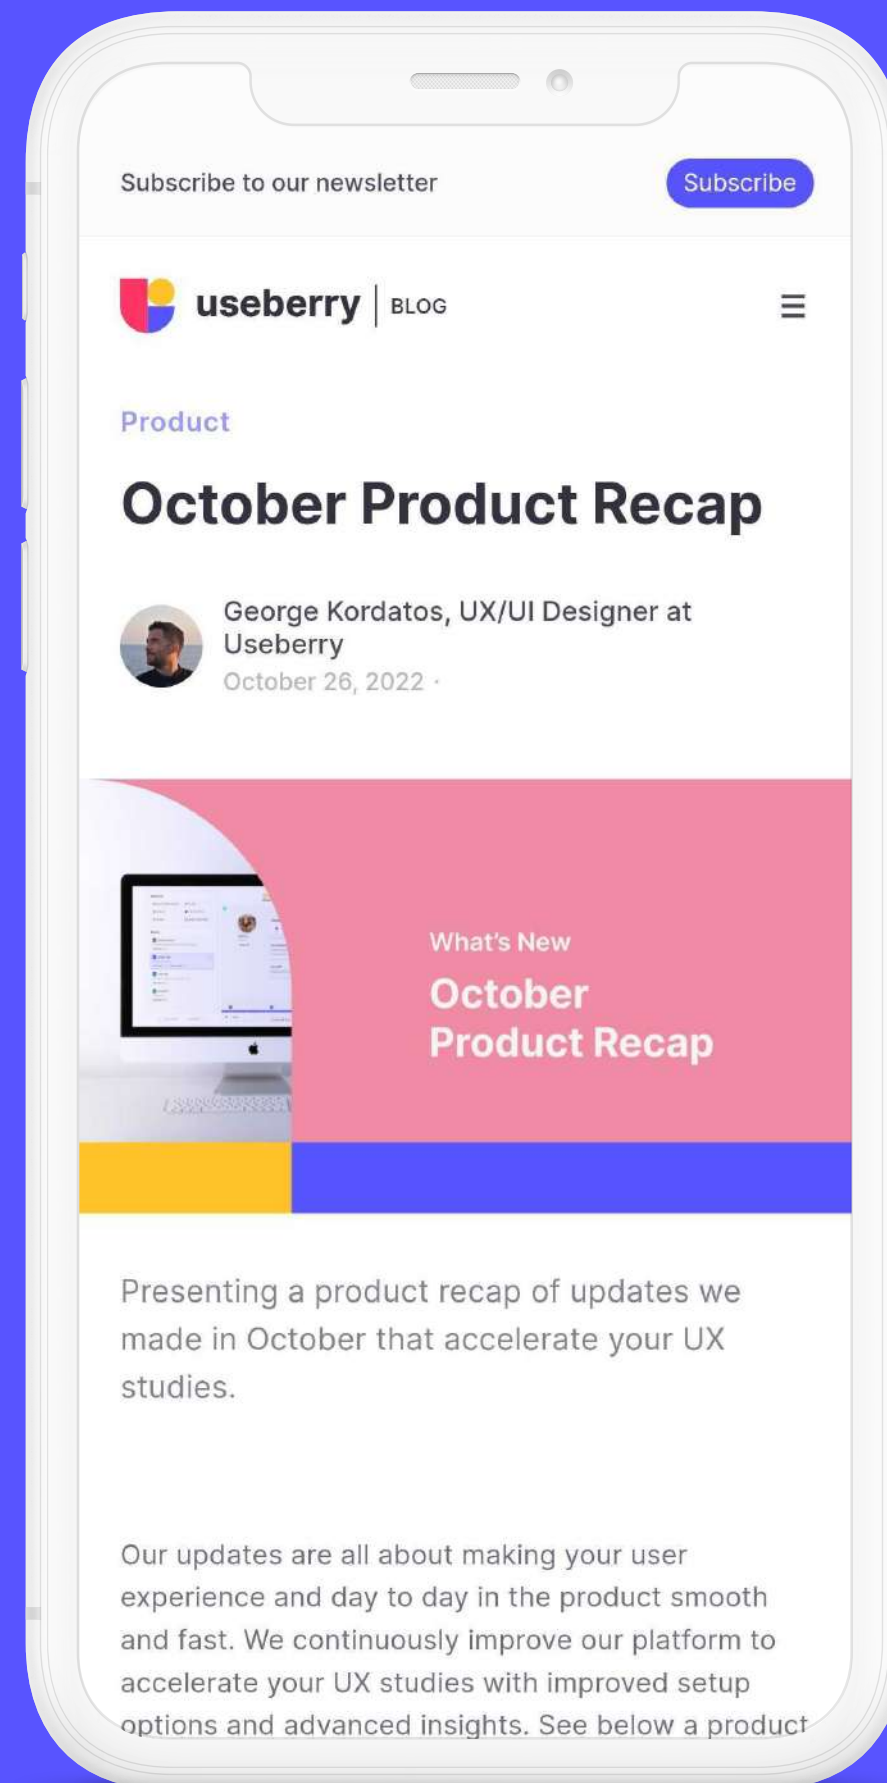 Subscribe to our newsletter
Subscribe
useberry | BLOG
Product
October Product Recap
George Kordatos, UX/UI Designer at
Useberry
October 26, 2022 ·
What's New
October
Product Recap
Presenting a product recap of updates we
made in October that accelerate your UX
studies.
Our updates are all about making your user
experience and day to day in the product smooth
and fast. We continuously improve our platform to
accelerate your UX studies with improved setup
options and advanced insights. See below a product